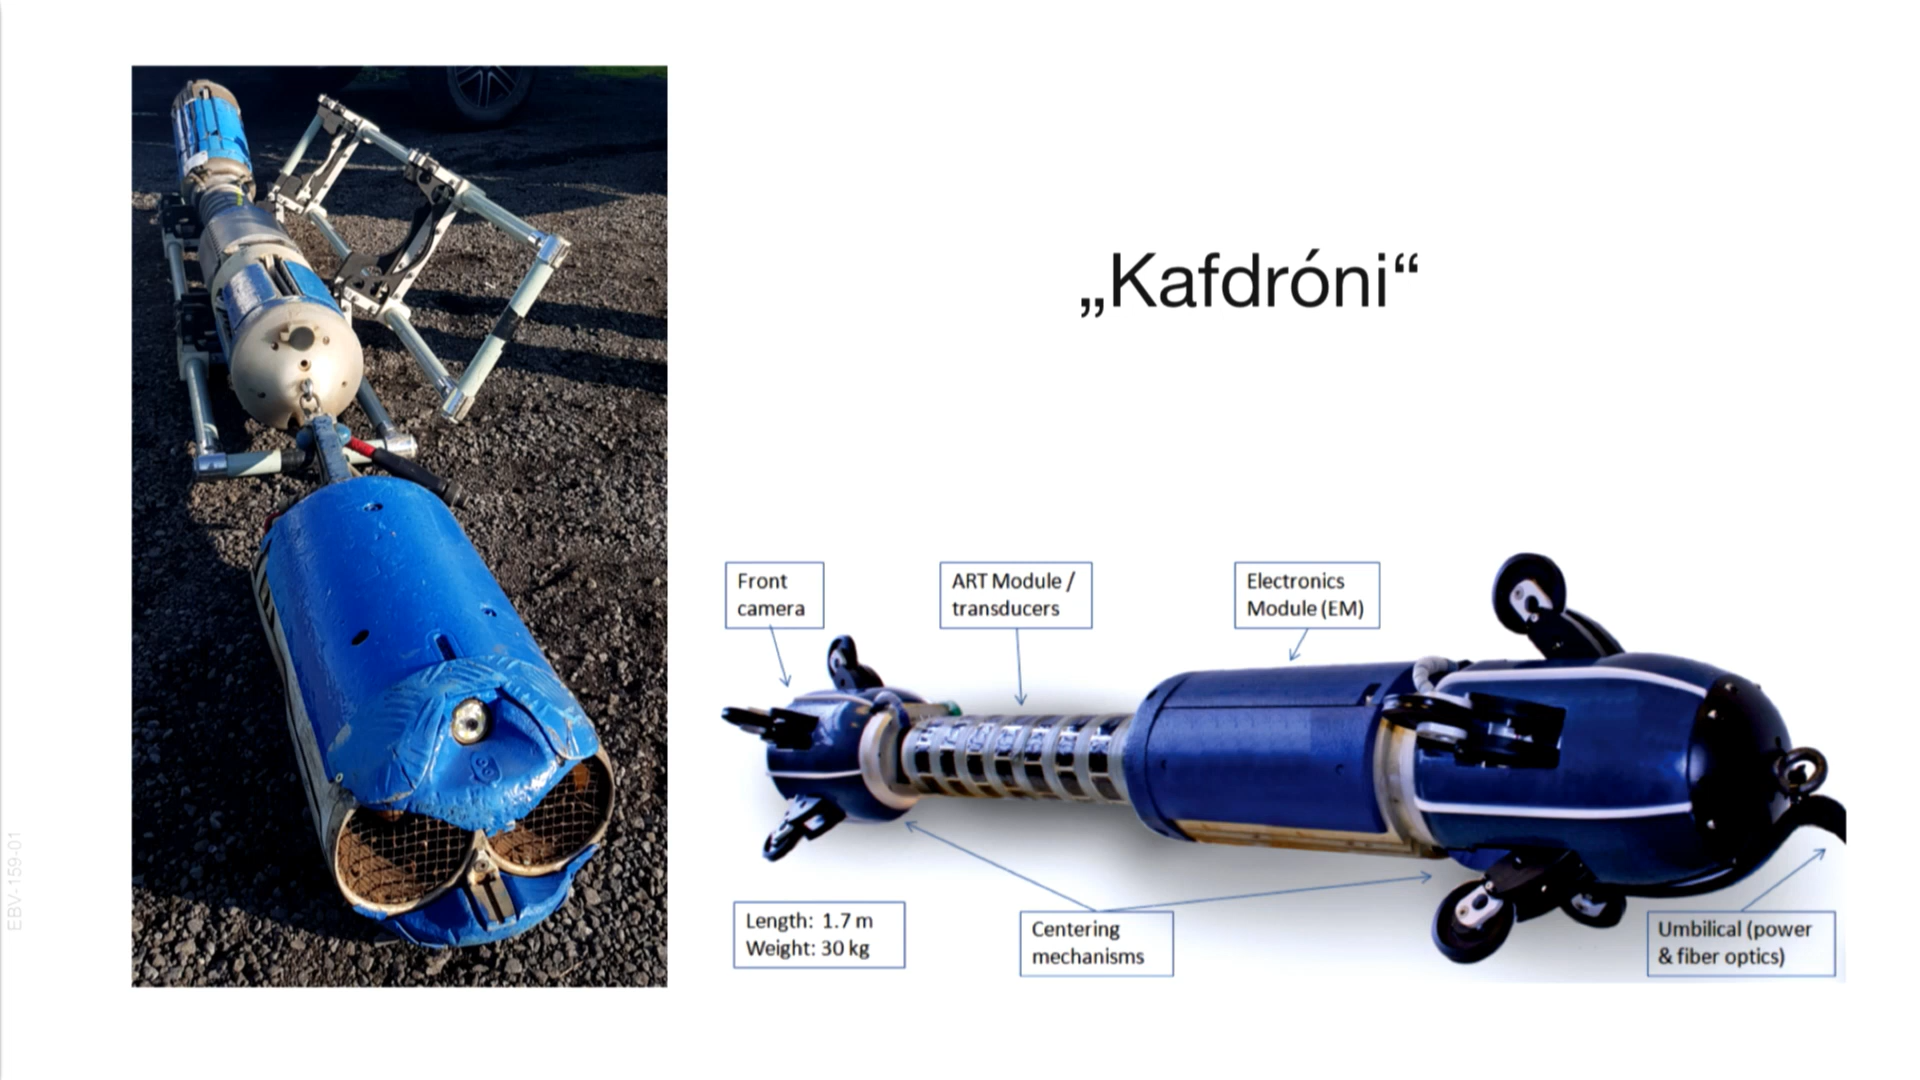 „Kafdróni“
Front
camera
ART Module /
transducers
Electronics
Module (EM)
Length: 1.7 m
Weight: 30 kg
Centering
mechanisms
Umbilical (power
& fiber optics)
EBV-159-01